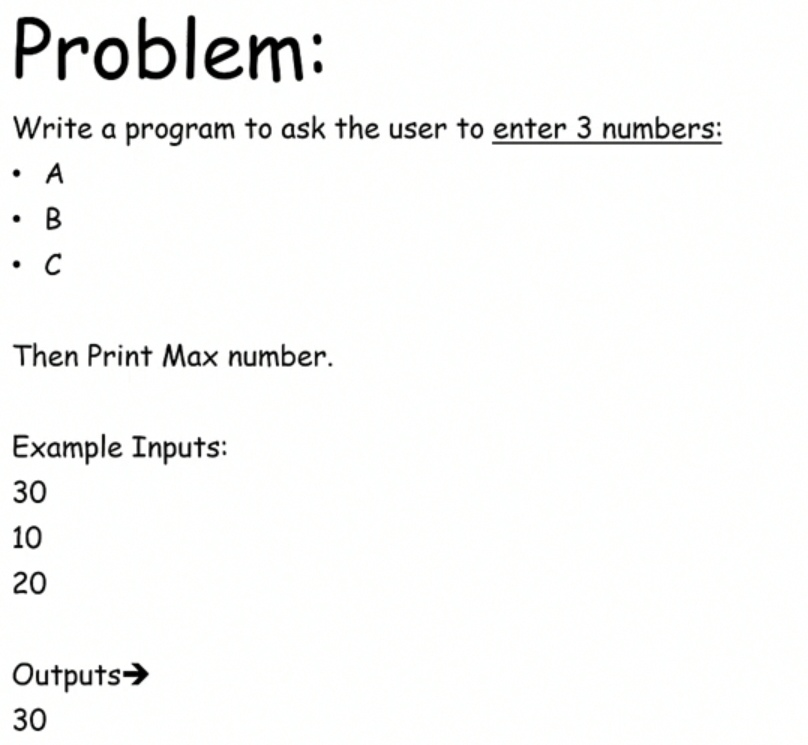 Problem:
Write a program to ask the user to enter 3 numbers:
• A
• B
• C
Then Print Max number.
Example Inputs:
30
10
20
Outputs➔
30